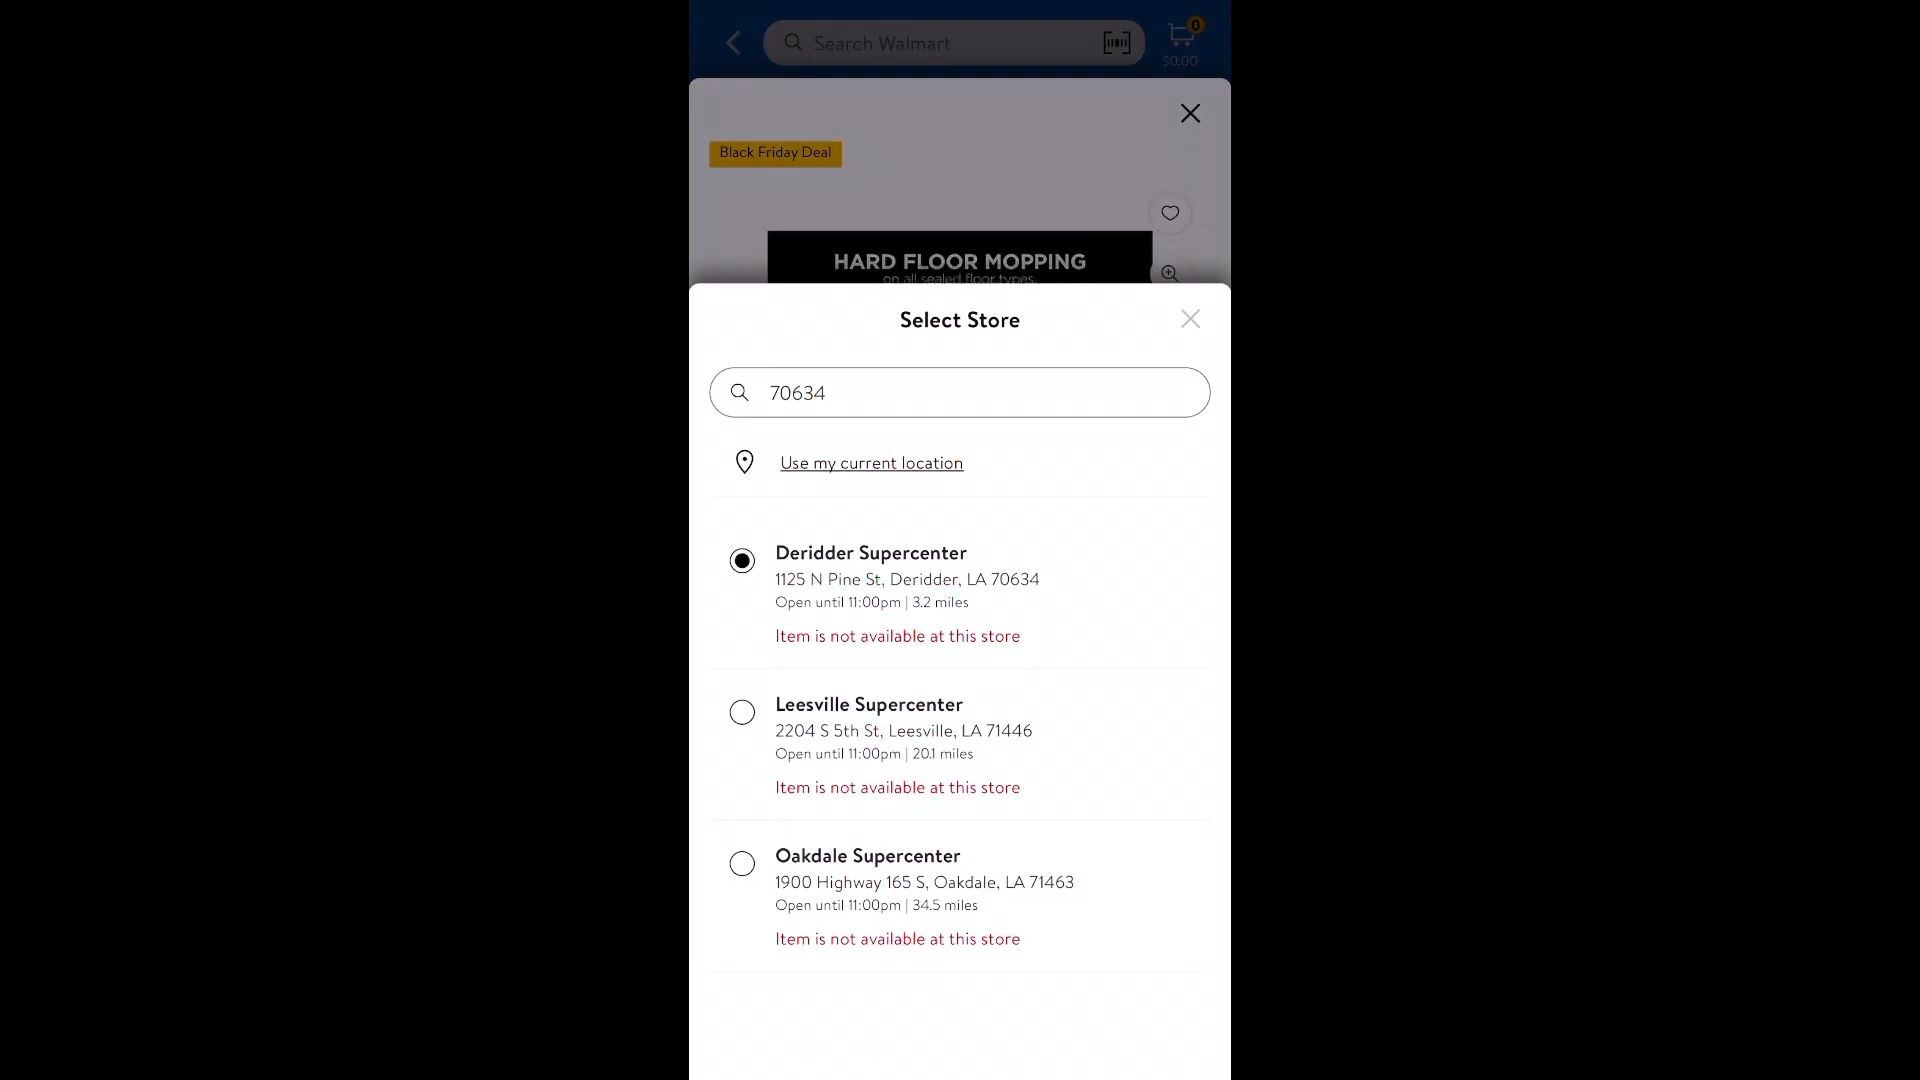 Search Walmart
0
$0.00
Black Friday Deal
HARD FLOOR MOPPING
on all sealed floor types.
Select Store
70634
Use my current location
Deridder Supercenter
1125 N Pine St, Deridder, LA 70634
Open until 11:00pm | 3.2 miles
Item is not available at this store
Leesville Supercenter
2204 S 5th St, Leesville, LA 71446
Open until 11:00pm | 20.1 miles
Item is not available at this store
Oakdale Supercenter
1900 Highway 165 S, Oakdale, LA 71463
Open until 11:00pm | 34.5 miles
Item is not available at this store